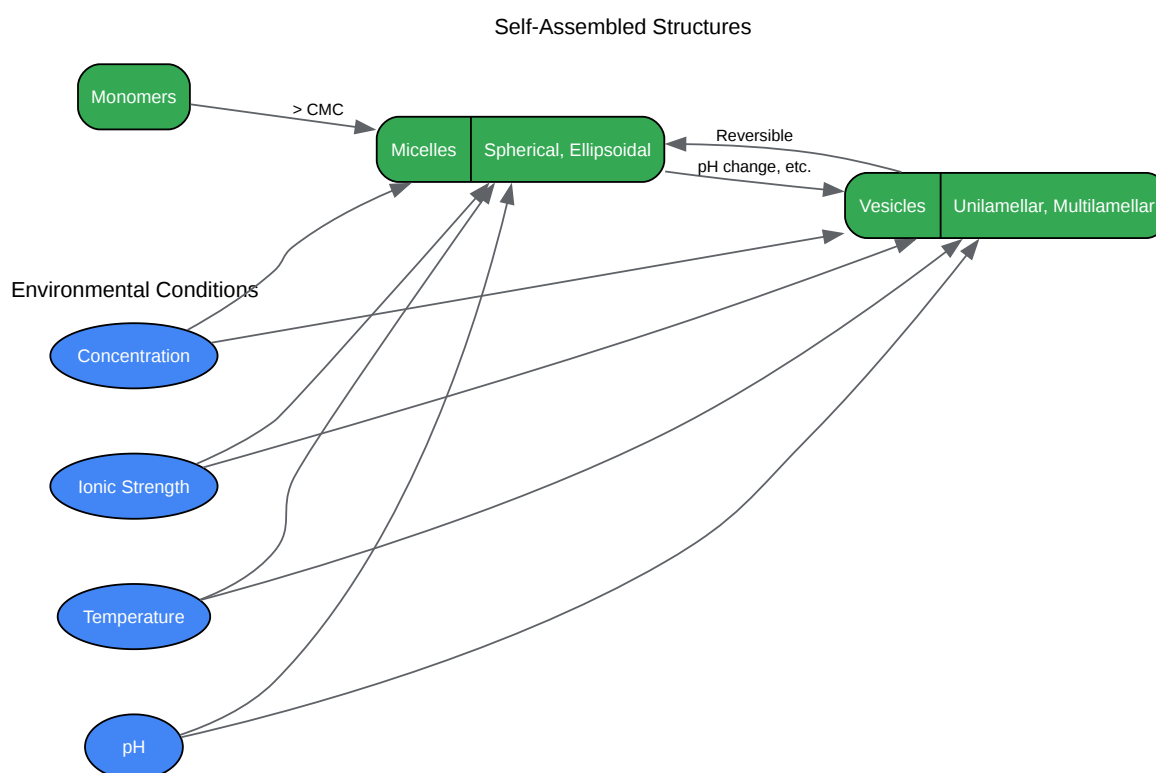 Self-Assembled Structures
Monomers
> CMC
Micelles
Spherical, Ellipsoidal
Reversible
pH change, etc.
Vesicles
Unilamellar, Multilamellar
Environmental Conditions
Concentration
Ionic Strength
Temperature
pH